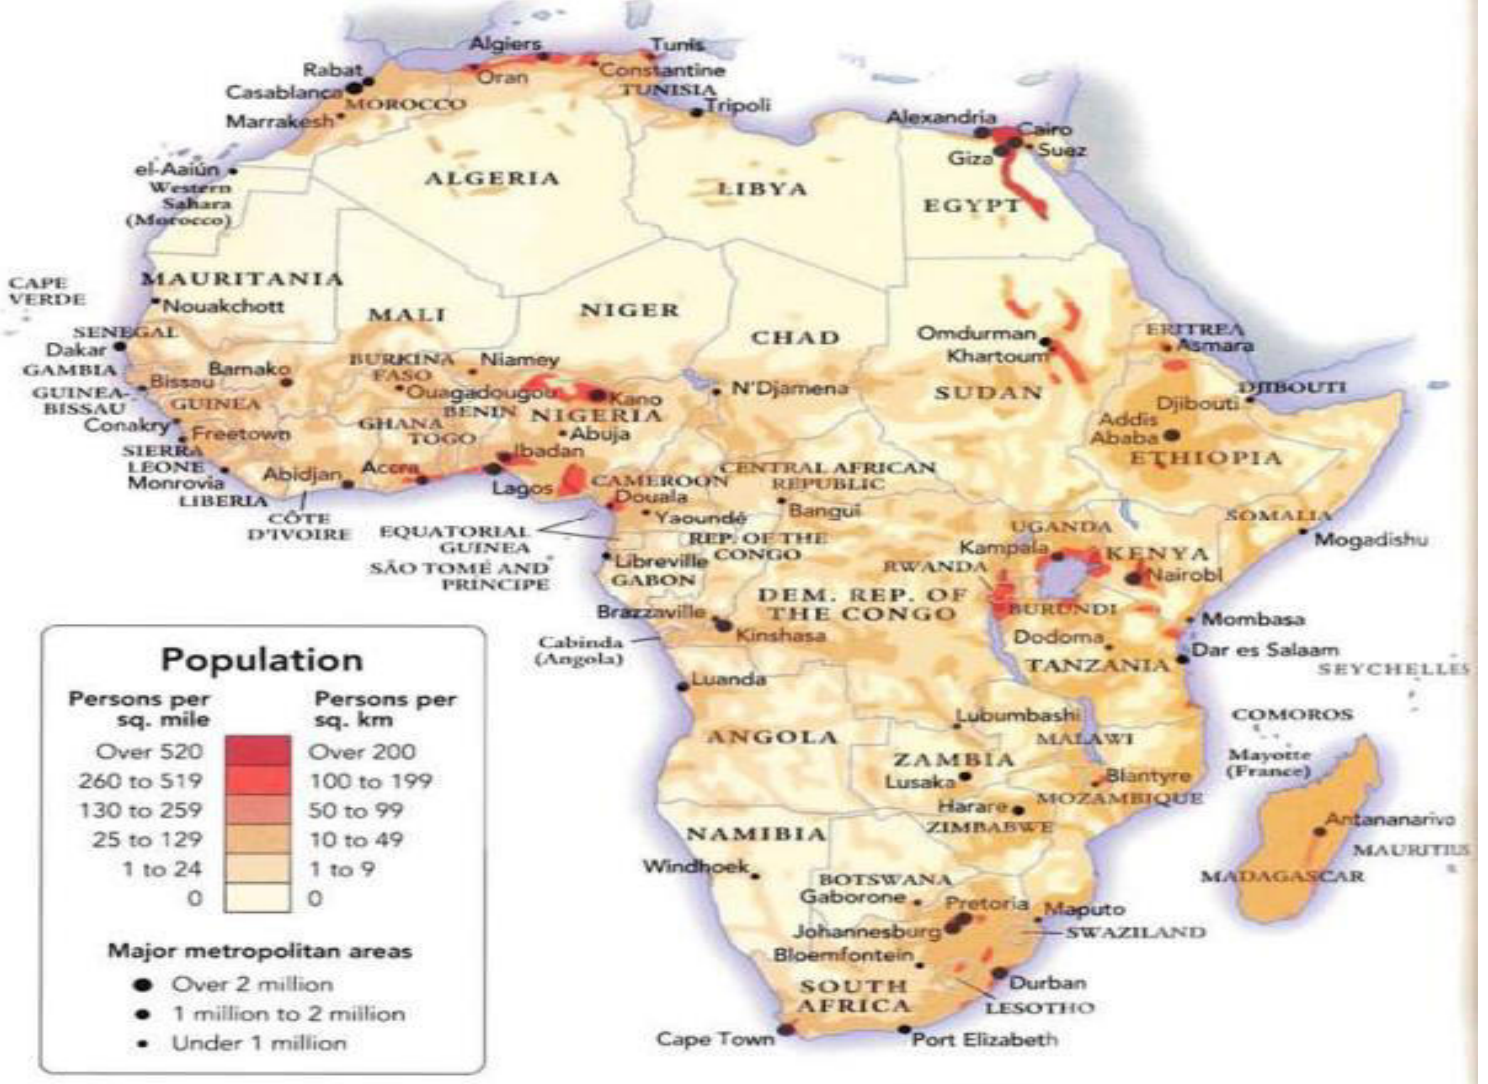 Algiers
Tunis
Rabat
Oran
Constantine
Casablanca
MOROCCO
TUNISIA
Tripoli
Marrakesh
Alexandria
Cairo
Giza
Suez
el-Aaiún
Western
Sahara
(Morocco)
ALGERIA
LIBYA
EGYPT
CAPE
VERDE
MAURITANIA
Nouakchott
MALI
NIGER
CHAD
Omdurman
Khartoum
SUDAN
ERITREA
Asmara
SENEGAL
Dakar
GAMBIA
GUINEA-
BISSAU
Bissau
Bamako
BURKINA
FASO
Niamey
Ouagadougou
GUINEA
BENIN
NIGERIA
Kano
N'Djamena
DJIBOUTI
Djibouti
Addis
Ababa
ETHIOPIA
Conakry
Freetown
GHANA
TOGO
Abuja
SIERRA
LEONE
Monrovia
LIBERIA
Abidjan
Accra
Ibadan
Lagos
CÔTE
D'IVOIRE
CAMEROON
Douala
Yaoundé
CENTRAL AFRICAN
REPUBLIC
Bangui
EQUATORIAL
GUINEA
SÃO TOMÉ AND
PRÍNCIPE
REP. OF THE
CONGO
Libreville
GABON
UGANDA
Kampala
KENYA
RWANDA
Nairobi
SOMALIA
Mogadishu
DEM. REP. OF
THE CONGO
BURUNDI
Brazzaville
Kinshasa
Cabinda
(Angola)
Dodoma
TANZANIA
Mombasa
Dar es Salaam
SEYCHELLES
Luanda
ANGOLA
Lubumbashi
ZAMBIA
Lusaka
MALAWI
COMOROS
Mayotte
(France)
Blantyre
Harare
MOZAMBIQUE
ZIMBABWE
NAMIBIA
Windhoek
BOTSWANA
Gaborone
Pretoria
Maputo
Johannesburg
SWAZILAND
Bloemfontein
SOUTH
AFRICA
Durban
LESOTHO
Cape Town
Port Elizabeth
Antananarivo
MAURITIUS
MADAGASCAR
Population
Persons per
sq. mile
Persons per
sq. km
Over 520 Over 200
260 to 519 100 to 199
130 to 259 50 to 99
25 to 129 10 to 49
1 to 24 1 to 9
0 0
Major metropolitan areas
Over 2 million
1 million to 2 million
Under 1 million